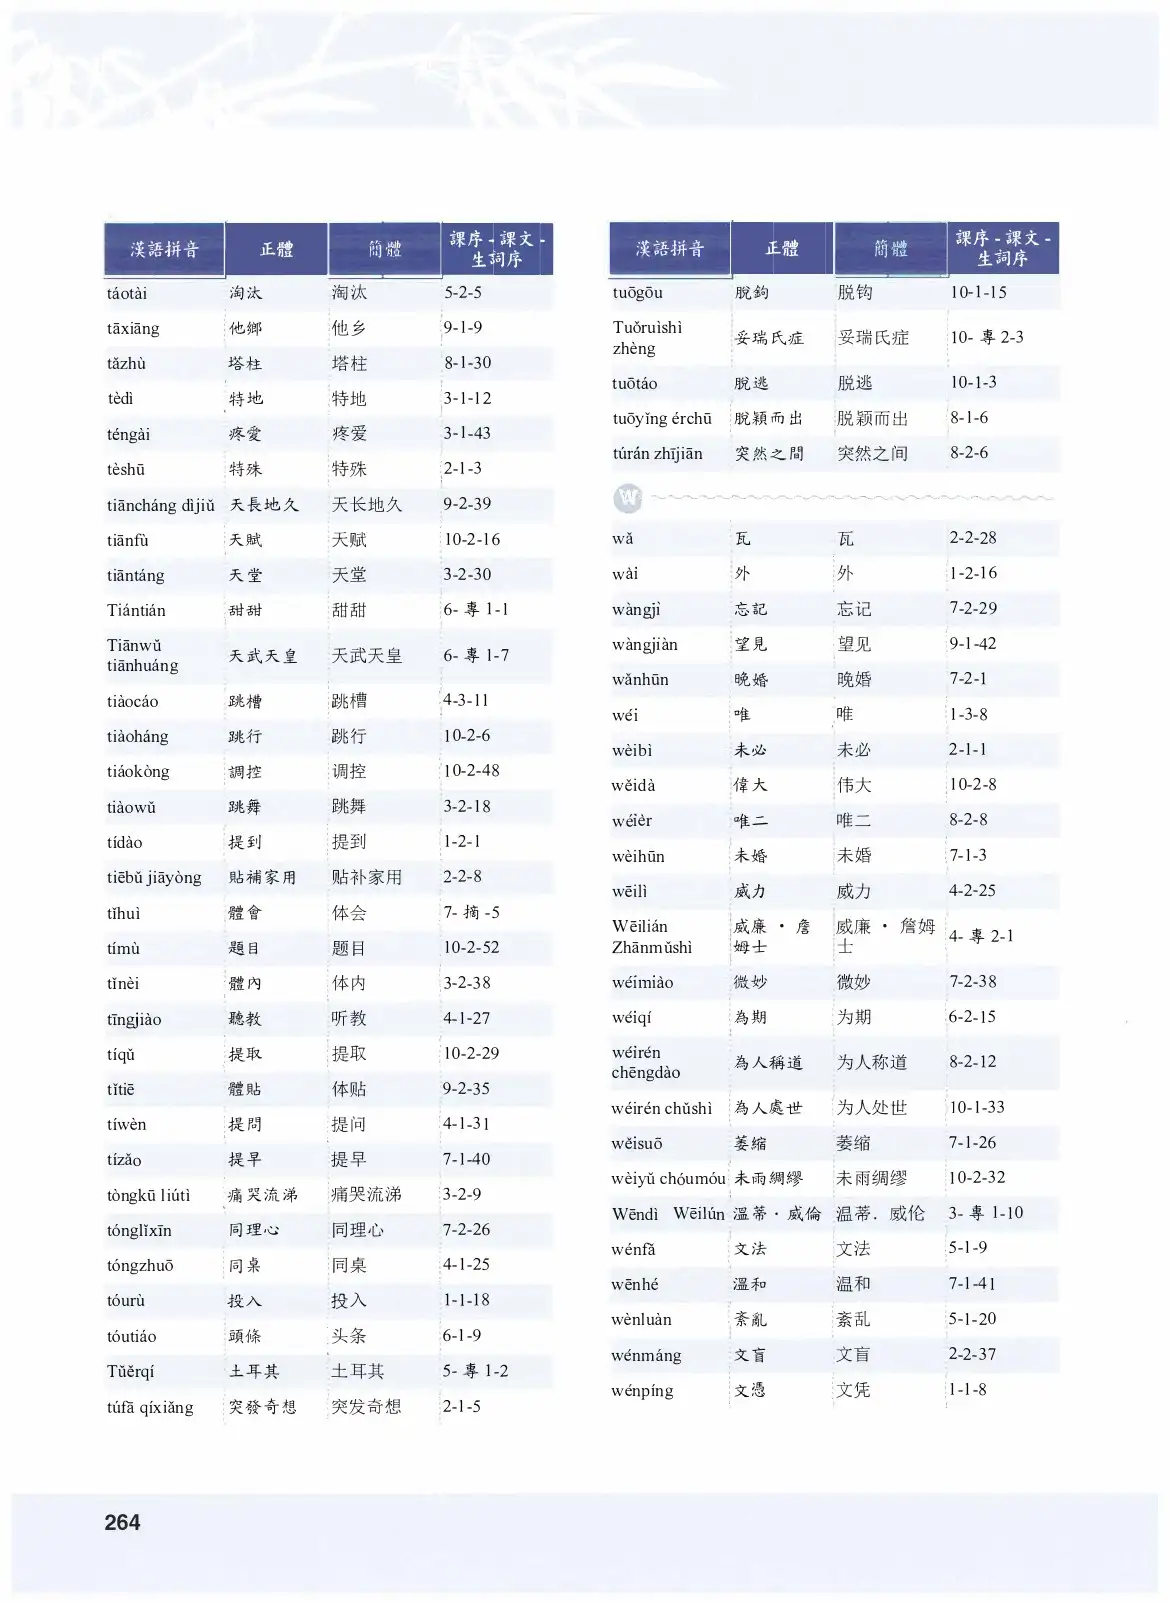 漢語拼音 正體 簡體 課序 - 課文 -
生詞序
táotài 淘汰 淘汰 5-2-5
tāxiāng 他鄉 他乡 9-1-9
tǎzhù 塔柱 塔柱 8-1-30
tèdì 特地 特地 3-1-12
téngài 疼愛 疼爱 3-1-43
tèshū 特殊 特殊 2-1-3
tiāncháng dìjiǔ 天長地久 天长地久 9-2-39
tiānfù 天賦 天赋 10-2-16
tiāntáng 天堂 天堂 3-2-30
Tiántián 甜甜 甜甜 6- 專 1-1
Tiānwǔ
tiānhuáng 天武天皇 天武天皇 6- 專 1-7
tiàocáo 跳槽 跳槽 4-3-11
tiàoháng 跳行 跳行 10-2-6
tiáokòng 調控 调控 10-2-48
tiàowǔ 跳舞 跳舞 3-2-18
tídào 提到 提到 1-2-1
tiēbǔ jiāyòng 貼補家用 贴补家用 2-2-8
tǐhuì 體會 体会 7- 摘 -5
tímù 題目 题目 10-2-52
tǐnèi 體內 体内 3-2-38
tīngjiào 聽教 听教 4-1-27
tíqǔ 提取 提取 10-2-29
tǐtiē 體貼 体贴 9-2-35
tíwèn 提問 提问 4-1-31
tízǎo 提早 提早 7-1-40
tòngkū liútì 痛哭流涕 痛哭流涕 3-2-9
tónglǐxīn 同理心 同理心 7-2-26
tóngzhuō 同桌 同桌 4-1-25
tóurù 投入 投入 1-1-18
tóutiáo 頭條 头条 6-1-9
Tǔěrqí 土耳其 土耳其 5- 專 1-2
túfā qíxiǎng 突發奇想 突发奇想 2-1-5
漢語拼音 正體 簡體 課序 - 課文 -
生詞序
tuōgōu 脫鉤 脱钩 10-1-15
Tuǒruìshì
zhèng 妥瑞氏症 妥瑞氏症 10- 專 2-3
tuōtáo 脫逃 脱逃 10-1-3
tuōyǐng érchū 脫穎而出 脱颖而出 8-1-6
túrán zhījiān 突然之間 突然之间 8-2-6
W
wǎ 瓦 瓦 2-2-28
wài 外 外 1-2-16
wàngjì 忘記 忘记 7-2-29
wàngjiàn 望見 望见 9-1-42
wǎnhūn 晚婚 晚婚 7-2-1
wéi 唯 唯 1-3-8
wèibì 未必 未必 2-1-1
wěidà 偉大 伟大 10-2-8
wéièr 唯二 唯二 8-2-8
wèihūn 未婚 未婚 7-1-3
wēilì 威力 威力 4-2-25
Wēilián
Zhānmǔshì 威廉 · 詹
姆士 威廉 · 詹姆
士 4- 專 2-1
wéimiào 微妙 微妙 7-2-38
wéiqí 為期 为期 6-2-15
wéirén
chēngdào 為人稱道 为人称道 8-2-12
wéirén chǔshì 為人處世 为人处世 10-1-33
wěisuō 萎縮 萎缩 7-1-26
wèiyǔ chóumóu 未雨綢繆 未雨绸缪 10-2-32
Wēndì Wēilún 溫蒂 · 威倫 温蒂．威伦 3- 專 1-10
wénfǎ 文法 文法 5-1-9
wēnhé 溫和 温和 7-1-41
wènluàn 紊亂 紊乱 5-1-20
wénmáng 文盲 文盲 2-2-37
wénpíng 文憑 文凭 1-1-8
264